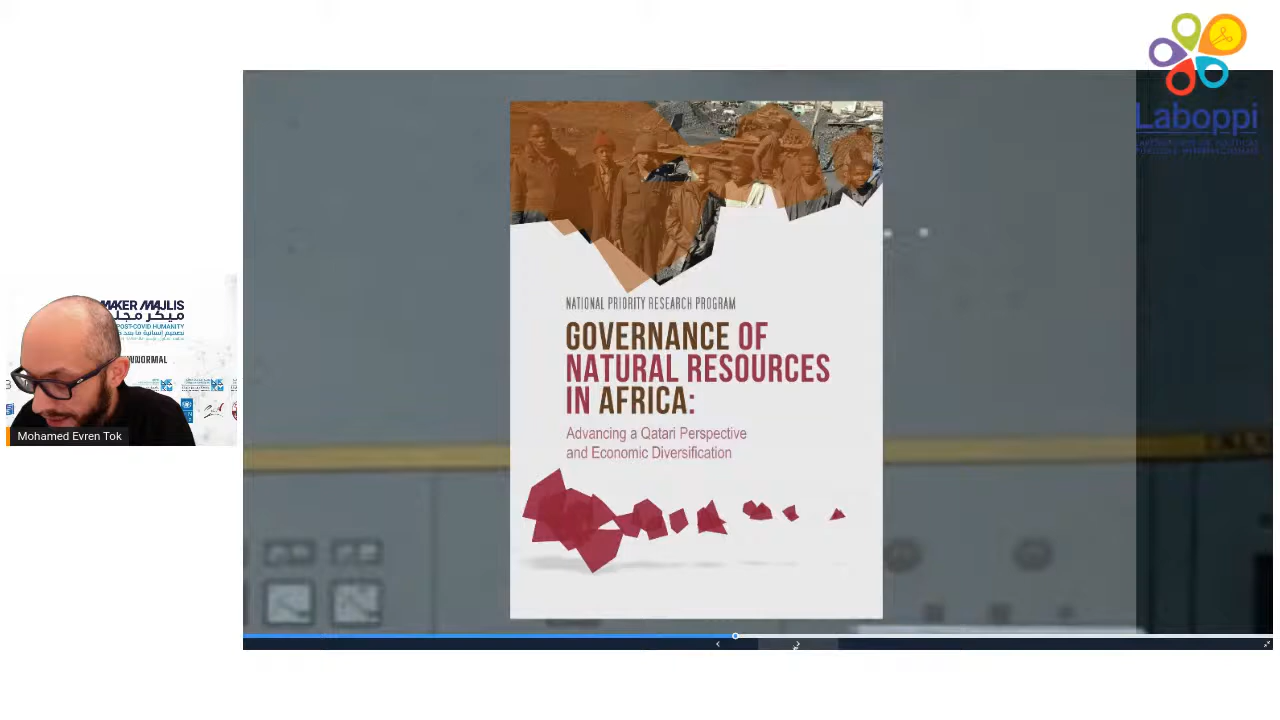 Laboppi
NATIONAL PRIORITY RESEARCH PROGRAM
GOVERNANCE OF
NATURAL RESOURCES
IN AFRICA:
Advancing a Qatari Perspective
and Economic Diversification
MAKER MAJLIS
POST-COVID HUMANITY
Mohamed Evren Tok